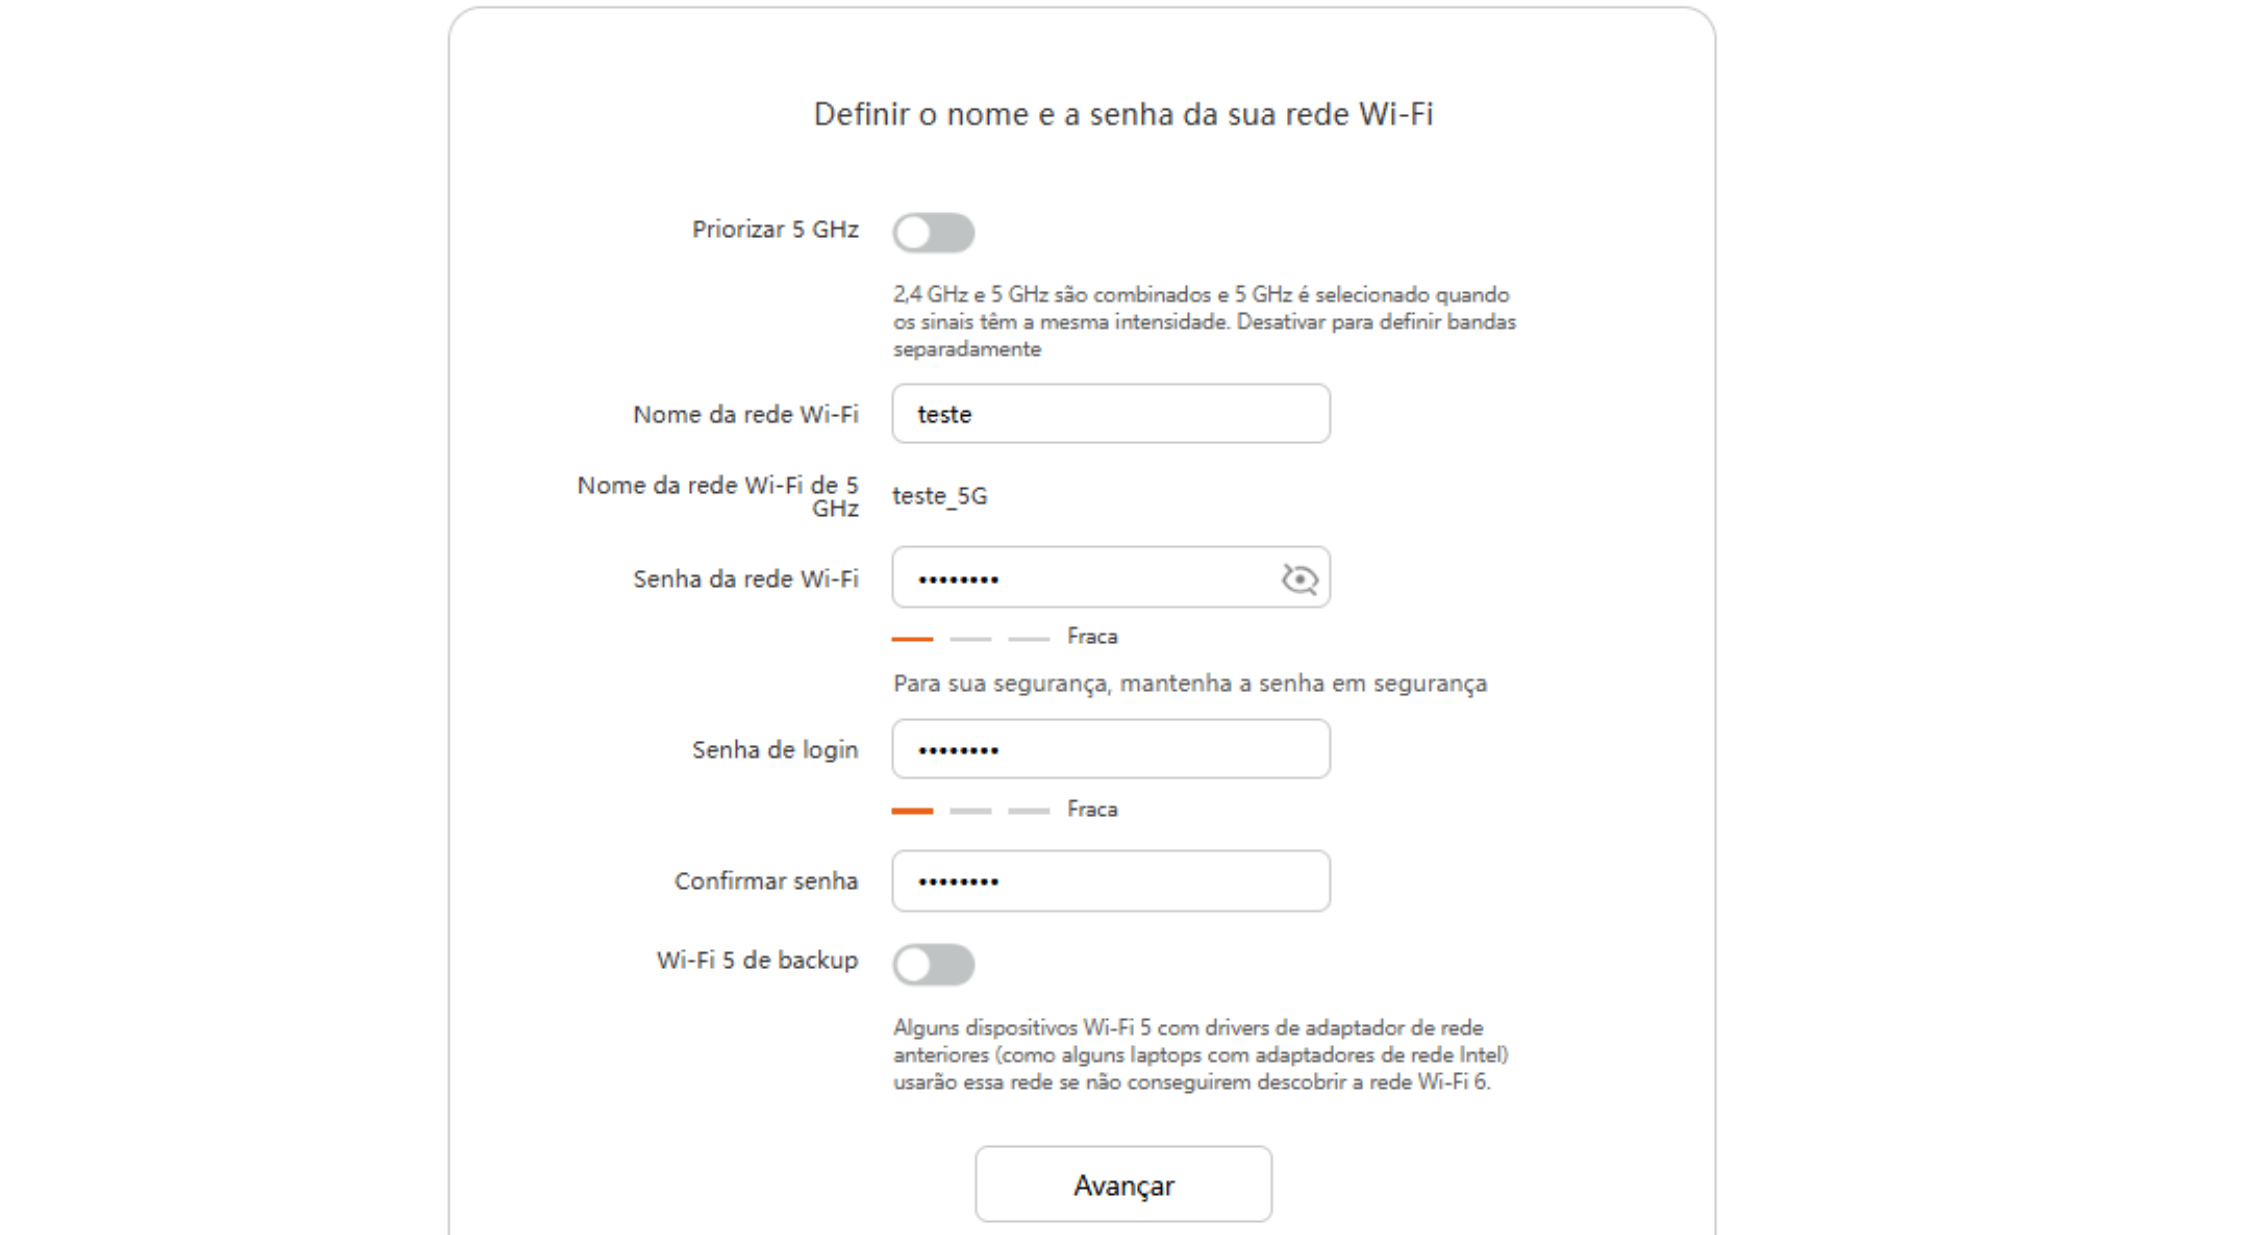 Definir o nome e a senha da sua rede Wi-Fi
Priorizar 5 GHz
2,4 GHz e 5 GHz são combinados e 5 GHz é selecionado quando
os sinais têm a mesma intensidade. Desativar para definir bandas
separadamente
Nome da rede Wi-Fi
teste
Nome da rede Wi-Fi de 5
GHz
teste_5G
Senha da rede Wi-Fi
••••••••
Fraca
Para sua segurança, mantenha a senha em segurança
Senha de login
••••••••
Fraca
Confirmar senha
••••••••
Wi-Fi 5 de backup
Alguns dispositivos Wi-Fi 5 com drivers de adaptador de rede
anteriores (como alguns laptops com adaptadores de rede Intel)
usarão essa rede se não conseguirem descobrir a rede Wi-Fi 6.
Avançar